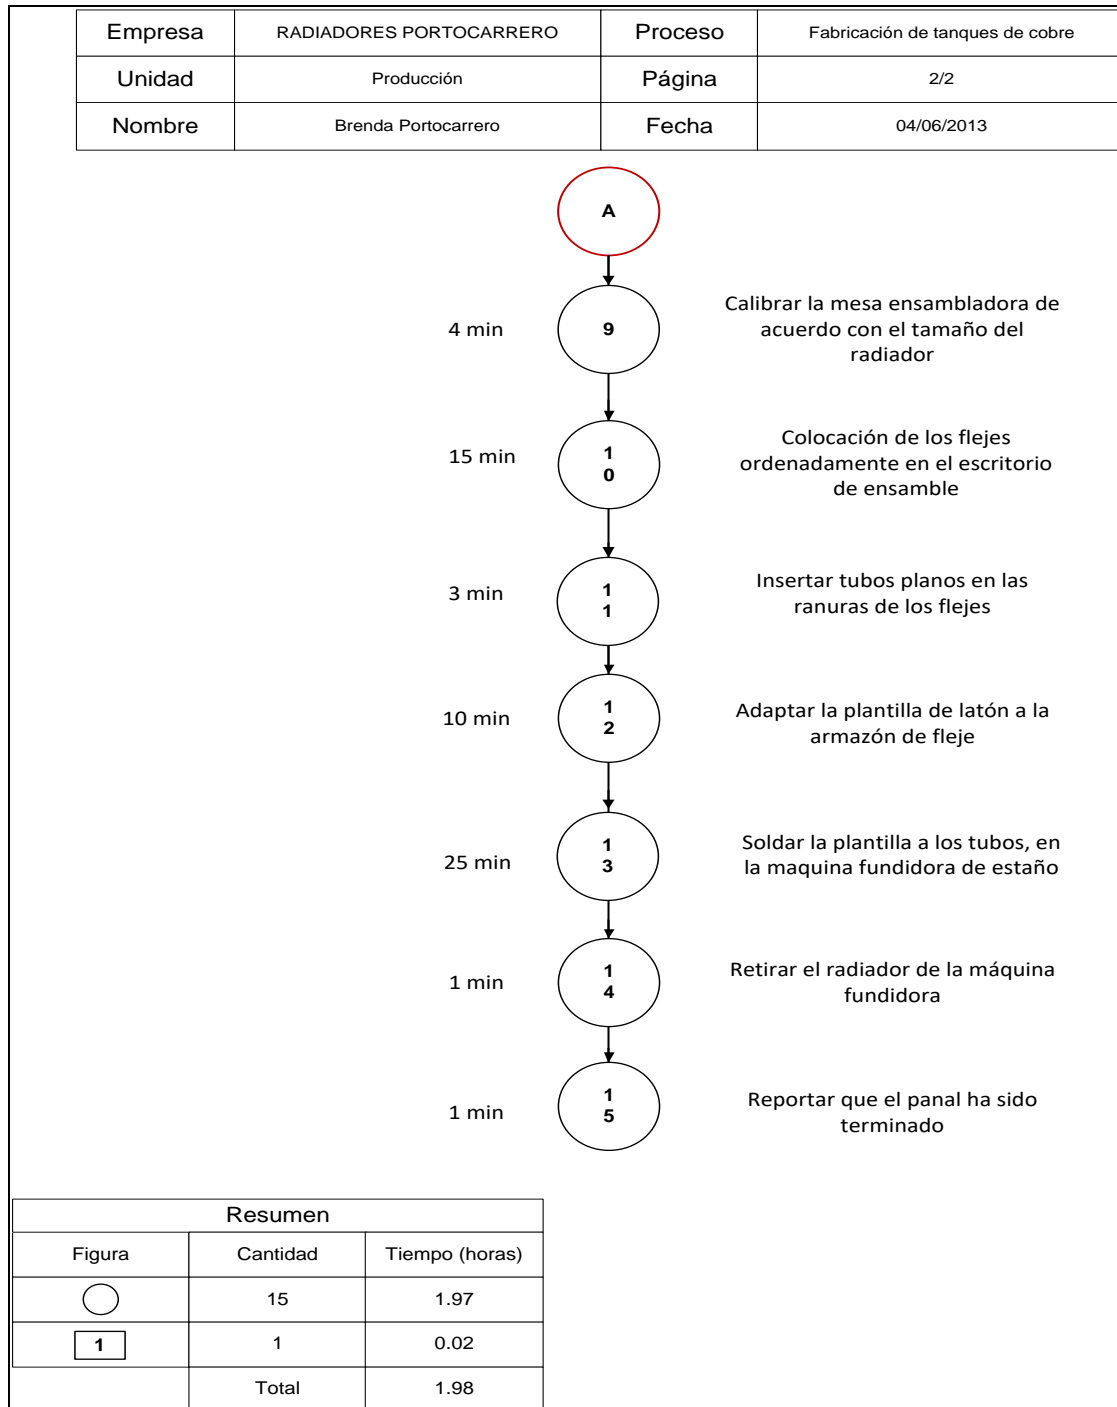 Empresa RADIADORES PORTOCARRERO Proceso Fabricación de tanques de cobre
Unidad Producción Página 2/2
Nombre Brenda Portocarrero Fecha 04/06/2013
A
4 min
9
Calibrar la mesa ensambladora de
acuerdo con el tamaño del
radiador
15 min
1
0
Colocación de los flejes
ordenadamente en el escritorio
de ensamble
3 min
1
1
Insertar tubos planos en las
ranuras de los flejes
10 min
1
2
Adaptar la plantilla de latón a la
armazón de fleje
25 min
1
3
Soldar la plantilla a los tubos, en
la maquina fundidora de estaño
1 min
1
4
Retirar el radiador de la máquina
fundidora
1 min
1
5
Reportar que el panal ha sido
terminado
Resumen
Figura Cantidad Tiempo (horas)
15 1.97
1 1 0.02
Total 1.98